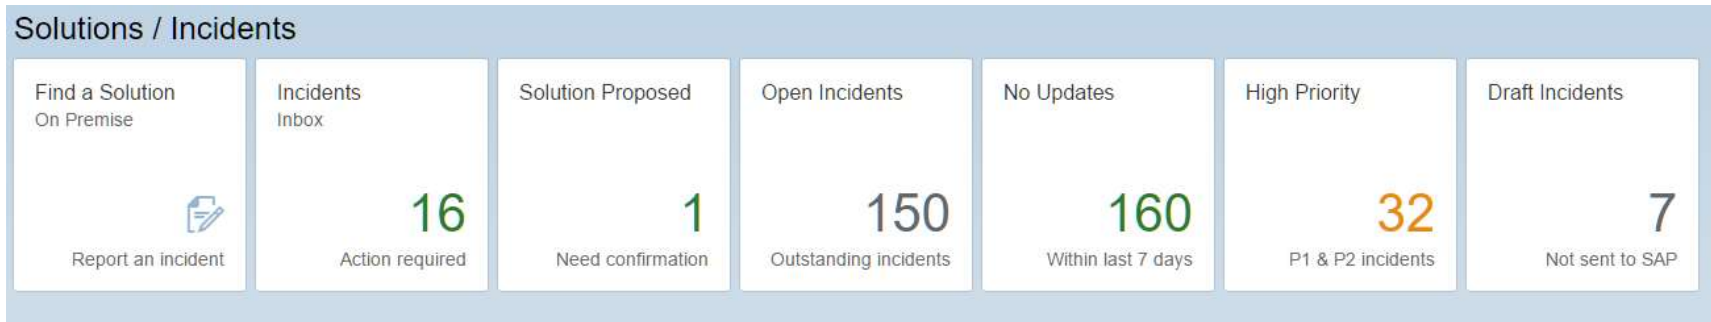 Solutions / Incidents
Find a Solution
On Premise
Report an incident
Incidents
Inbox
16
Action required
Solution Proposed
1
Need confirmation
Open Incidents
150
Outstanding incidents
No Updates
160
Within last 7 days
High Priority
32
P1 & P2 incidents
Draft Incidents
7
Not sent to SAP